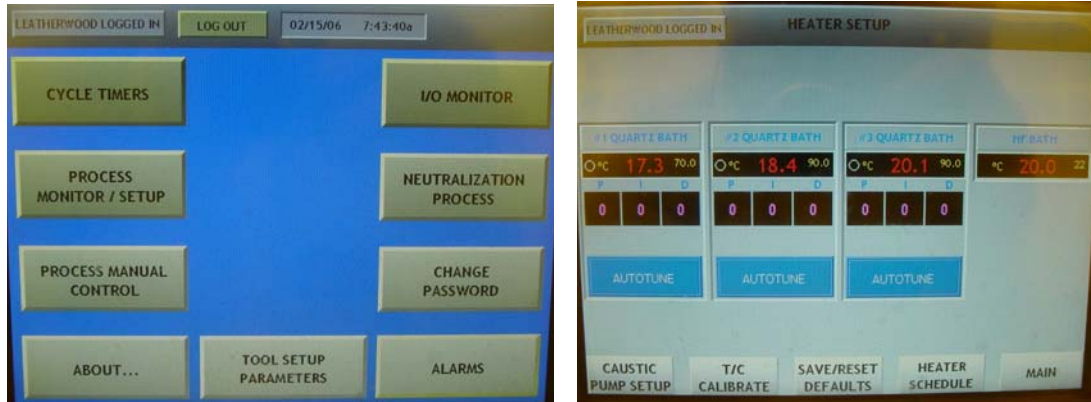 LEATHERWOOD LOGGED IN
LOG OUT
02/15/06 7:43:40a
CYCLE TIMERS
I/O MONITOR
PROCESS
MONITOR / SETUP
NEUTRALIZATION
PROCESS
PROCESS MANUAL
CONTROL
CHANGE
PASSWORD
ABOUT...
TOOL SETUP
PARAMETERS
ALARMS
LEATHERWOOD LOGGED IN
HEATER SETUP
#1 QUARTZ BATH
°C 17.3 70.0
P I D
0 0 0
AUTOTUNE
#2 QUARTZ BATH
°C 18.4 90.0
P I D
0 0 0
AUTOTUNE
#3 QUARTZ BATH
°C 20.1 90.0
P I D
0 0 0
AUTOTUNE
HF BATH
°C 20.0 22
CAUSTIC
PUMP SETUP
T/C
CALIBRATE
SAVE/RESET
DEFAULTS
HEATER
SCHEDULE
MAIN